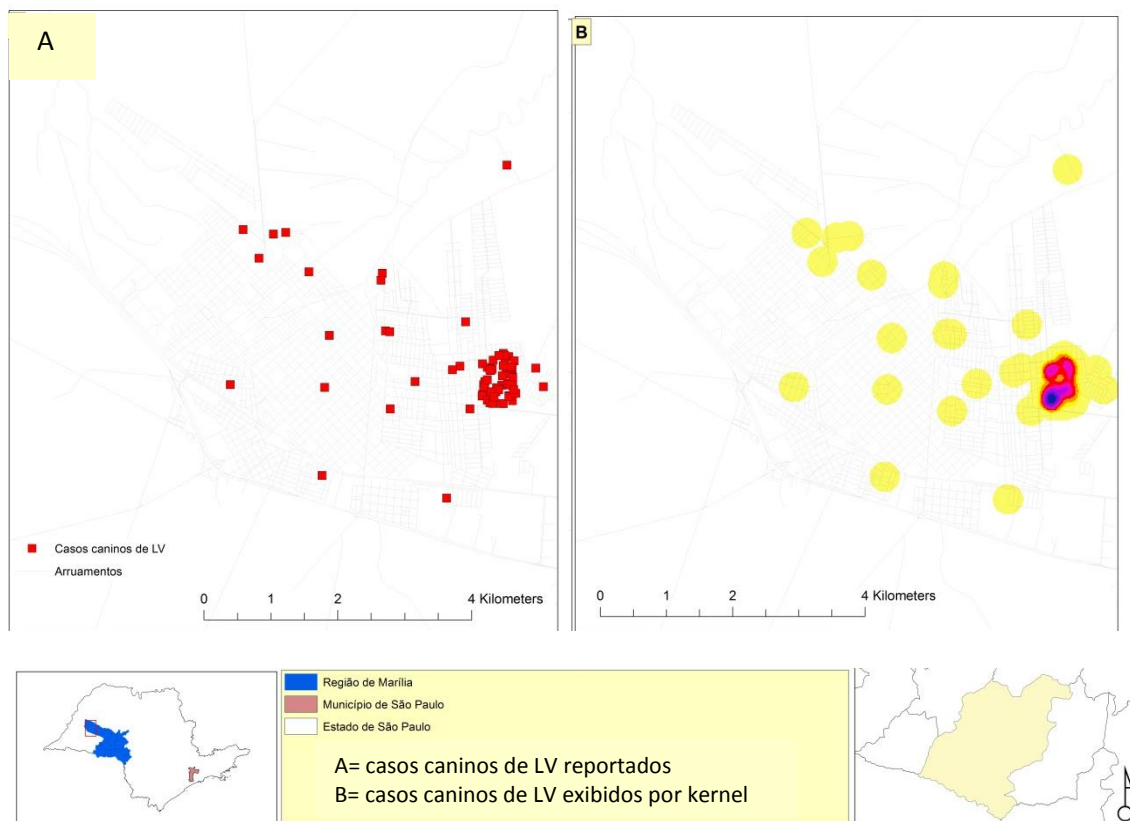 A
B
Casos caninos de LV
Arruamentos
0 1 2 4 Kilometers
0 1 2 4 Kilometers
Região de Marília
Município de São Paulo
Estado de São Paulo
A= casos caninos de LV reportados
B= casos caninos de LV exibidos por kernel